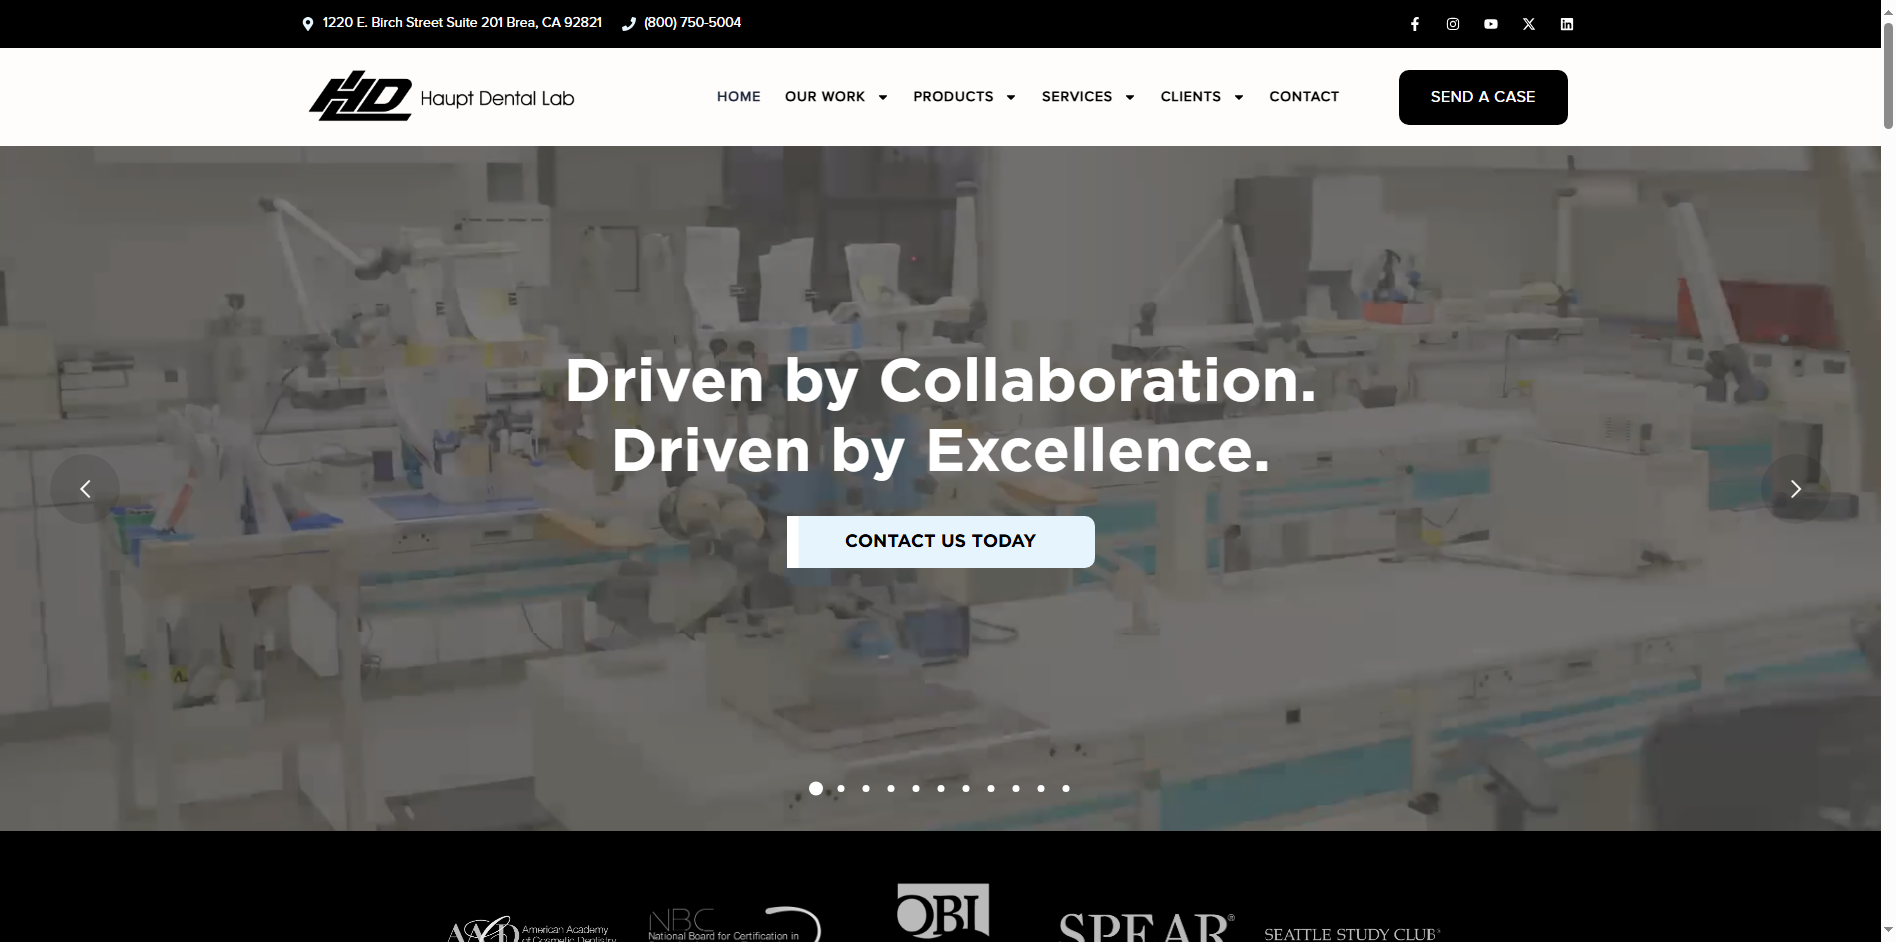 1220 E. Birch Street Suite 201 Brea, CA 92821 (800) 750-5004
HD Haupt Dental Lab
HOME OUR WORK PRODUCTS SERVICES CLIENTS CONTACT SEND A CASE
Driven by Collaboration.
Driven by Excellence.
CONTACT US TODAY
AACD American Academy
of Cosmetic Dentistry
NBC
National Board for Certification in
OBI
SPEAR®
SEATTLE STUDY CLUB®